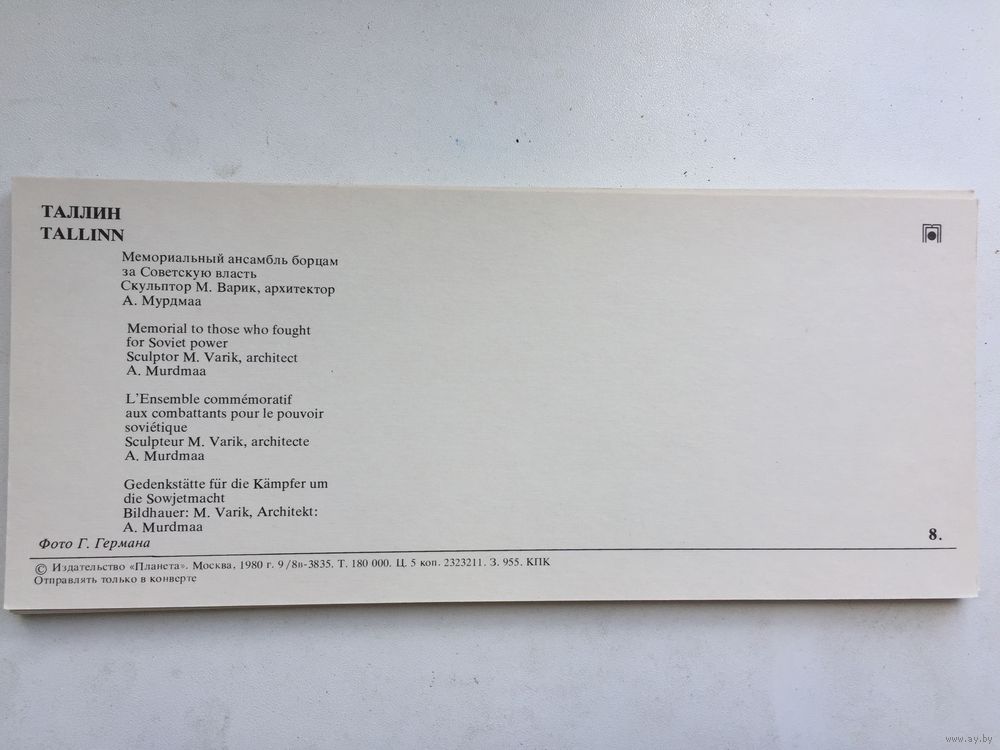 ТАЛЛИН
TALLINN
Мемориальный ансамбль борцам
за Советскую власть
Скульптор М. Варик, архитектор
А. Мурдмаа
Memorial to those who fought
for Soviet power
Sculptor M. Varik, architect
A. Murdmaa
L'Ensemble commémoratif
aux combattants pour le pouvoir
soviétique
Sculpteur M. Varik, architecte
A. Murdmaa
Gedenkstätte für die Kämpfer um
die Sowjetmacht
Bildhauer: M. Varik, Architekt:
A. Murdmaa
Фото Г. Германа
8.
© Издательство «Планета». Москва, 1980 г. 9/8в-3835. Т. 180 000. Ц. 5 коп. 2323211. З. 955. КПК
Отправлять только в конверте
www.ay.by